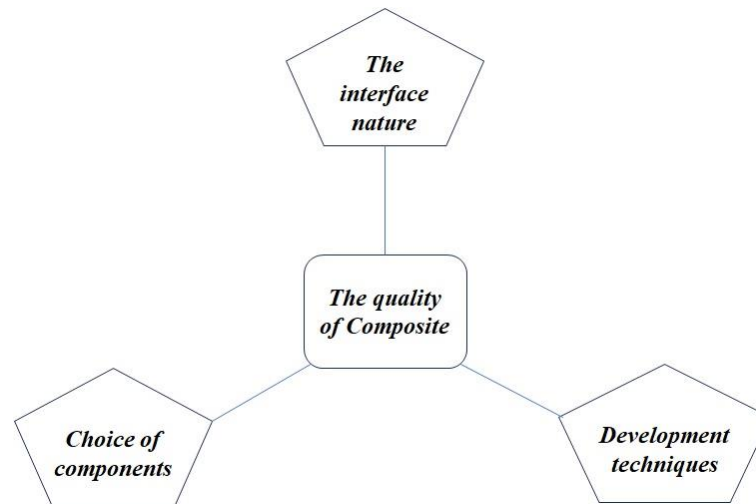 The
interface
nature
The quality
of Composite
Choice of
components
Development
techniques